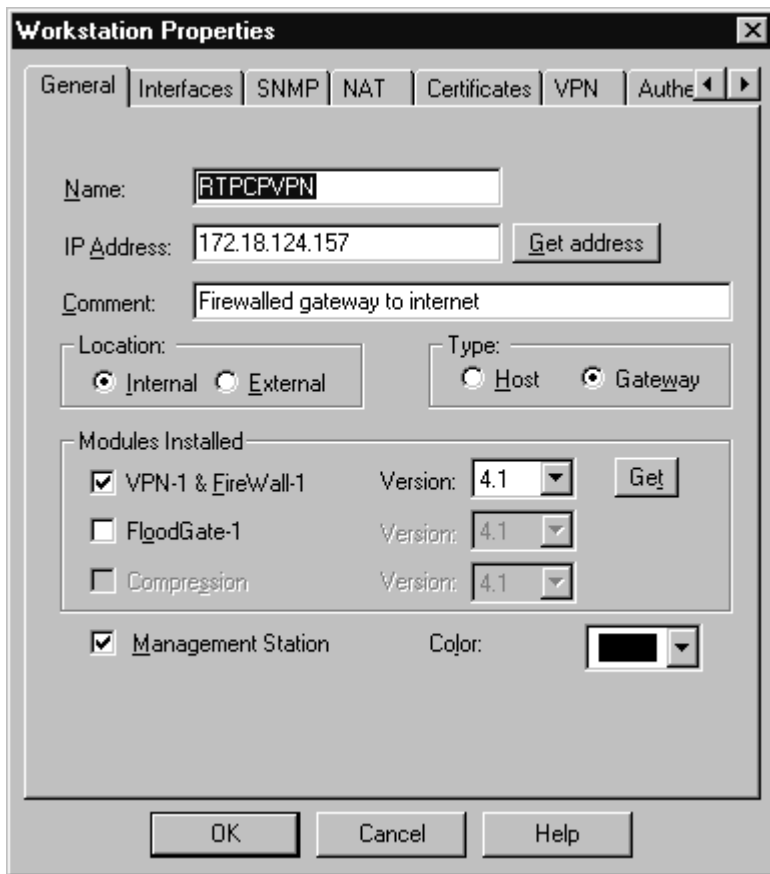 Workstation Properties
General Interfaces SNMP NAT Certificates VPN Authe
Name: RTPCPVPN
IP Address: 172.18.124.157 Get address
Comment: Firewalled gateway to internet
Location: Type:
Internal External Host Gateway
Modules Installed
VPN-1 & FireWall-1 Version: 4.1 Get
FloodGate-1 Version: 4.1
Compression Version: 4.1
Management Station Color:
OK Cancel Help